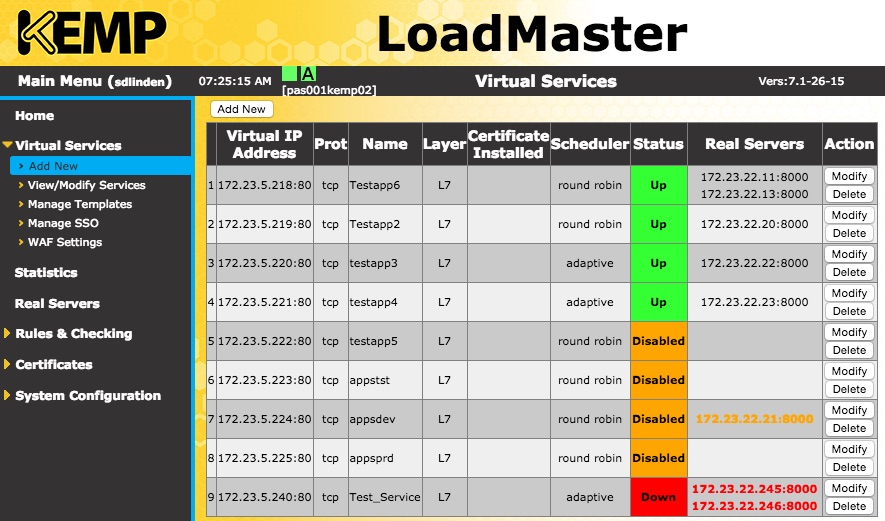 KEMP
LoadMaster
Main Menu (sdlinden)
07:25:15 AM
A
[pas001kemp02]
Virtual Services
Vers:7.1-26-15
Home
Virtual Services
Add New
View/Modify Services
Manage Templates
Manage SSO
WAF Settings
Statistics
Real Servers
Rules & Checking
Certificates
System Configuration
Add New
Virtual IP Address Prot Name Layer Certificate Installed Scheduler Status Real Servers Action
1 172.23.5.218:80 tcp Testapp6 L7 round robin Up 172.23.22.11:8000 Modify
172.23.22.13:8000 Delete
2 172.23.5.219:80 tcp Testapp2 L7 round robin Up 172.23.22.20:8000 Modify
Delete
3 172.23.5.220:80 tcp testapp3 L7 adaptive Up 172.23.22.22:8000 Modify
Delete
4 172.23.5.221:80 tcp testapp4 L7 adaptive Up 172.23.22.23:8000 Modify
Delete
5 172.23.5.222:80 tcp testapp5 L7 round robin Disabled Modify
Delete
6 172.23.5.223:80 tcp appstst L7 round robin Disabled Modify
Delete
7 172.23.5.224:80 tcp appsdev L7 round robin Disabled 172.23.22.21:8000 Modify
Delete
8 172.23.5.225:80 tcp appsprd L7 round robin Disabled Modify
Delete
9 172.23.5.240:80 tcp Test_Service L7 adaptive Down 172.23.22.245:8000 Modify
172.23.22.246:8000 Delete